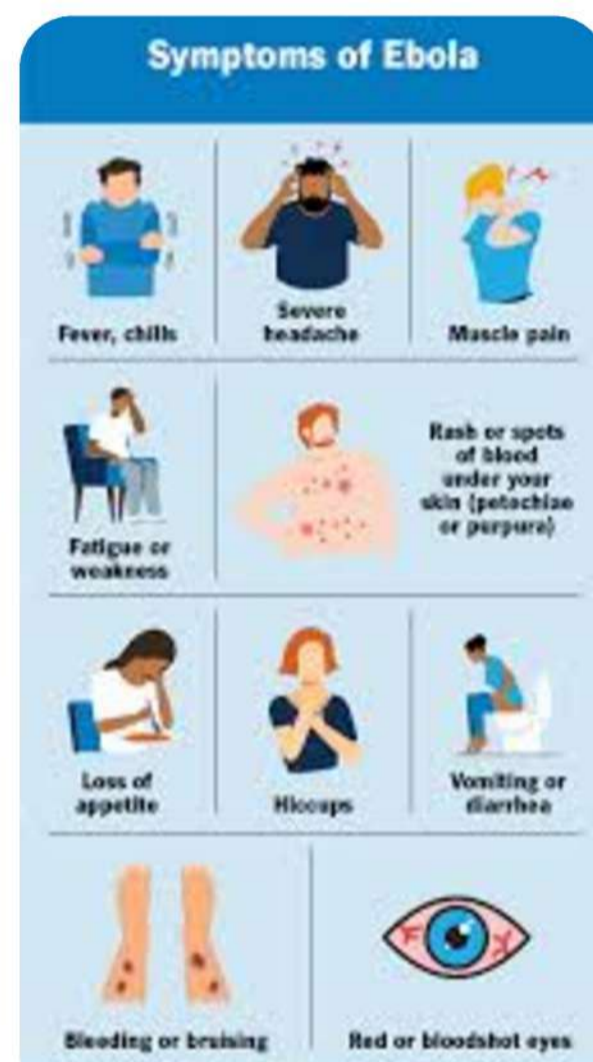 Symptoms of Ebola
Fever, chills
Severe
headache
Muscle pain
Fatigue or
weakness
Rash or spots
of blood
under your
skin (petechiae
or purpura)
Loss of
appetite
Hiccups
Vomiting or
diarrhea
Bleeding or bruising
Red or bloodshot eyes